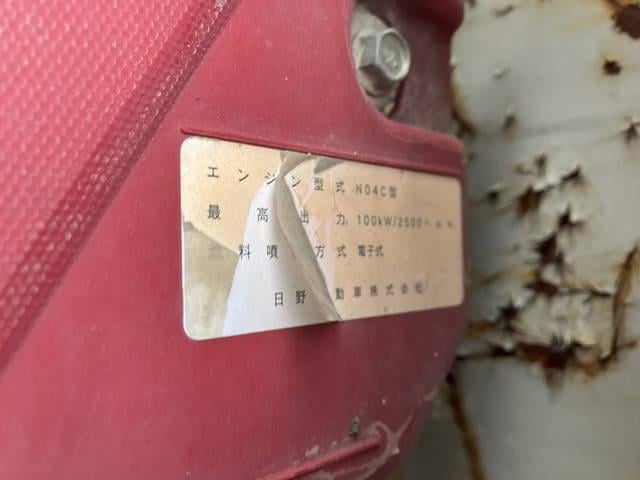 エンジン型式 N04C型
最高出力 100kW/2500
料噴 方式 電子式
日野 動車株式会社